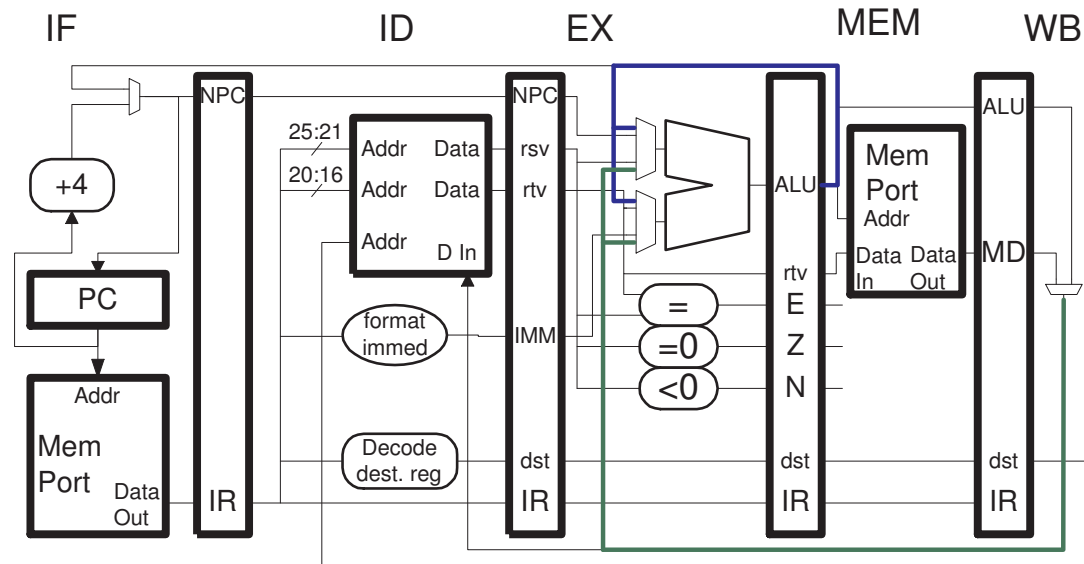 IF
ID
EX
MEM
WB
NPC
+4
PC
Addr
Mem
Port
Data
Out
IR
25:21
20:16
Addr
Data
Addr
Data
Addr
D In
format
immed
Decode
dest. reg
NPC
rsv
rtv
IMM
dst
IR
=
=0
<0
ALU
rtv
E
Z
N
dst
IR
Mem
Port
Addr
Data
In
Data
Out
ALU
MD
dst
IR